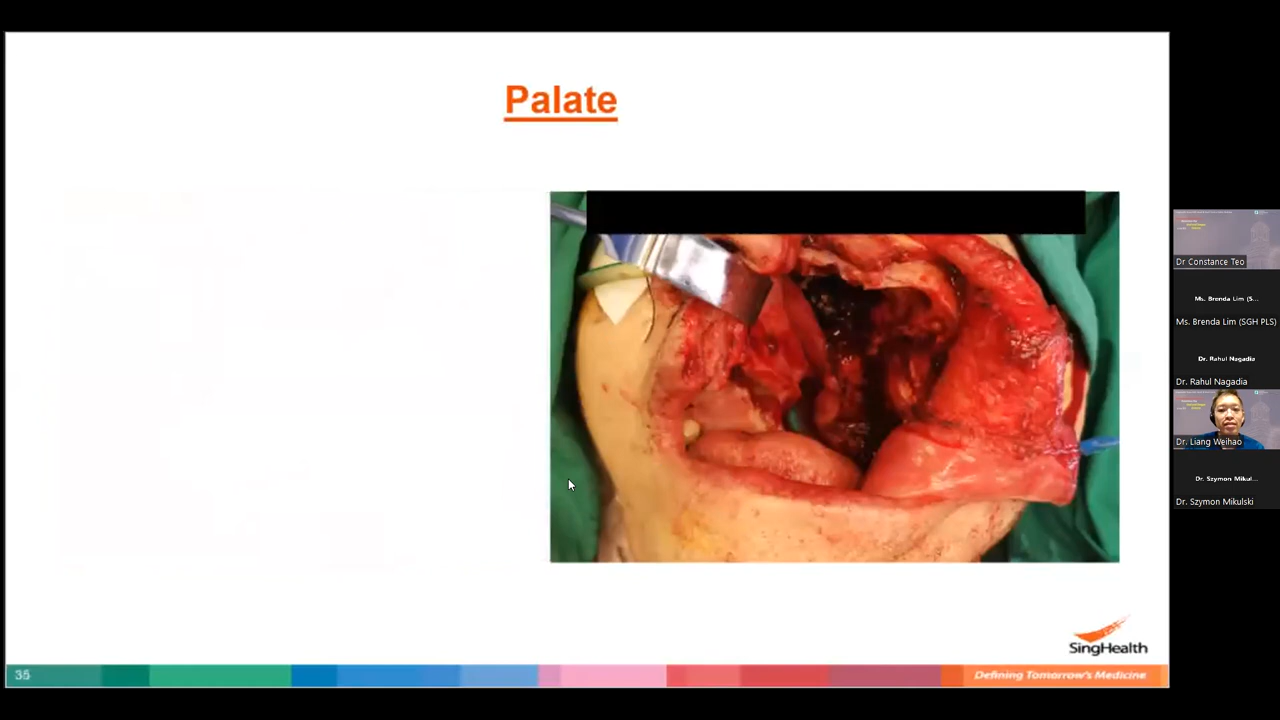 Palate
Dr Constance Teo
Ms. Brenda Lim (S...
Ms. Brenda Lim (SGH PLS)
Dr. Rahul Nagadia
Dr. Rahul Nagadia
Dr. Liang Weihao
Dr. Szymon Mikul...
Dr. Szymon Mikulski
SingHealth
35
Defining Tomorrow's Medicine